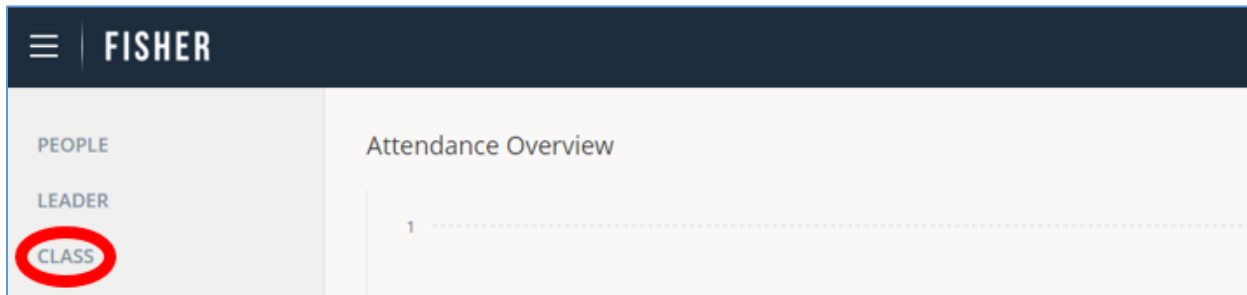 FISHER
PEOPLE
Attendance Overview
LEADER
1
CLASS